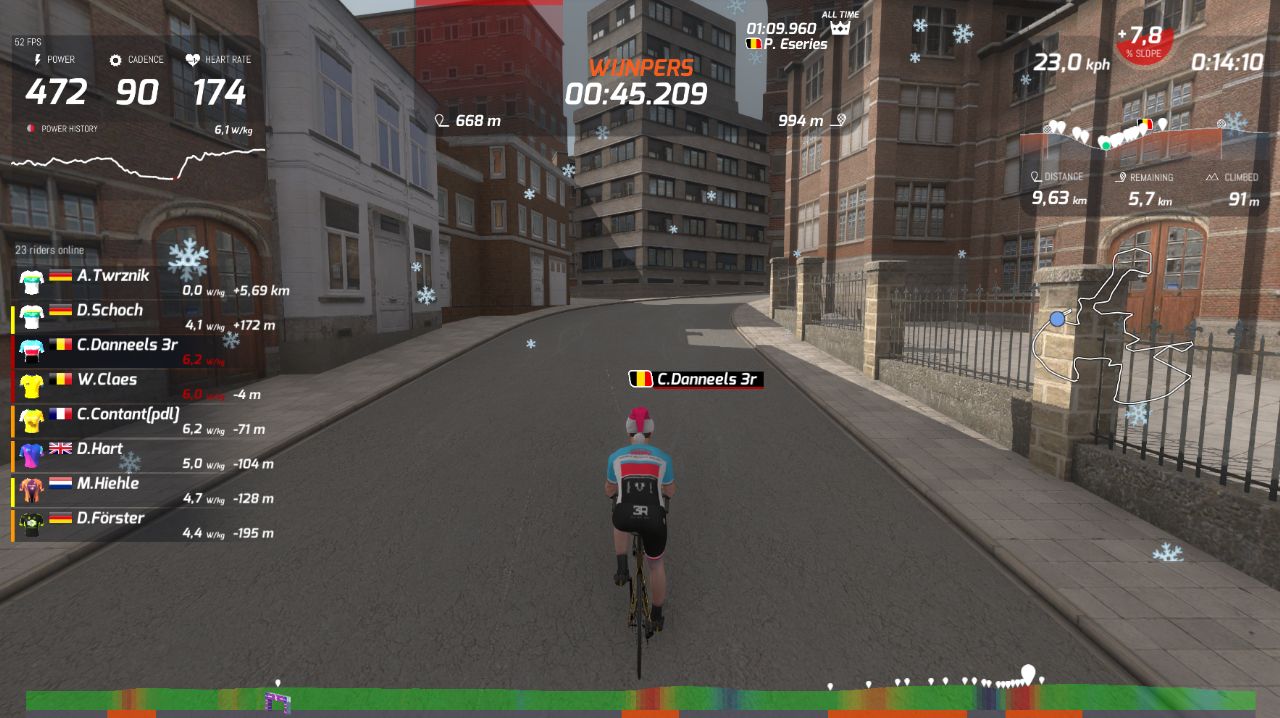 52 FPS
POWER CADENCE HEART RATE
472 90 174
POWER HISTORY 6,1 W/kg
23 riders online
A.Twrznik
0,0 W/kg +5,69 km
D.Schoch
4,1 W/kg +172 m
C.Danneels 3r
6,2 W/kg
W.Claes
6,0 W/kg -4 m
C.Contant[pdl]
6,2 W/kg -71 m
D.Hart
5,0 W/kg -104 m
M.Hiehle
4,7 W/kg -128 m
D.Förster
4,4 W/kg -195 m
WIJNPERS
00:45.209
668 m
994 m
ALL TIME
01:09.960
P. Eseries
+7,8
% SLOPE
23,0 kph
0:14:10
DISTANCE REMAINING CLIMBED
9,63 km 5,7 km 91 m
C.Danneels 3r
3R